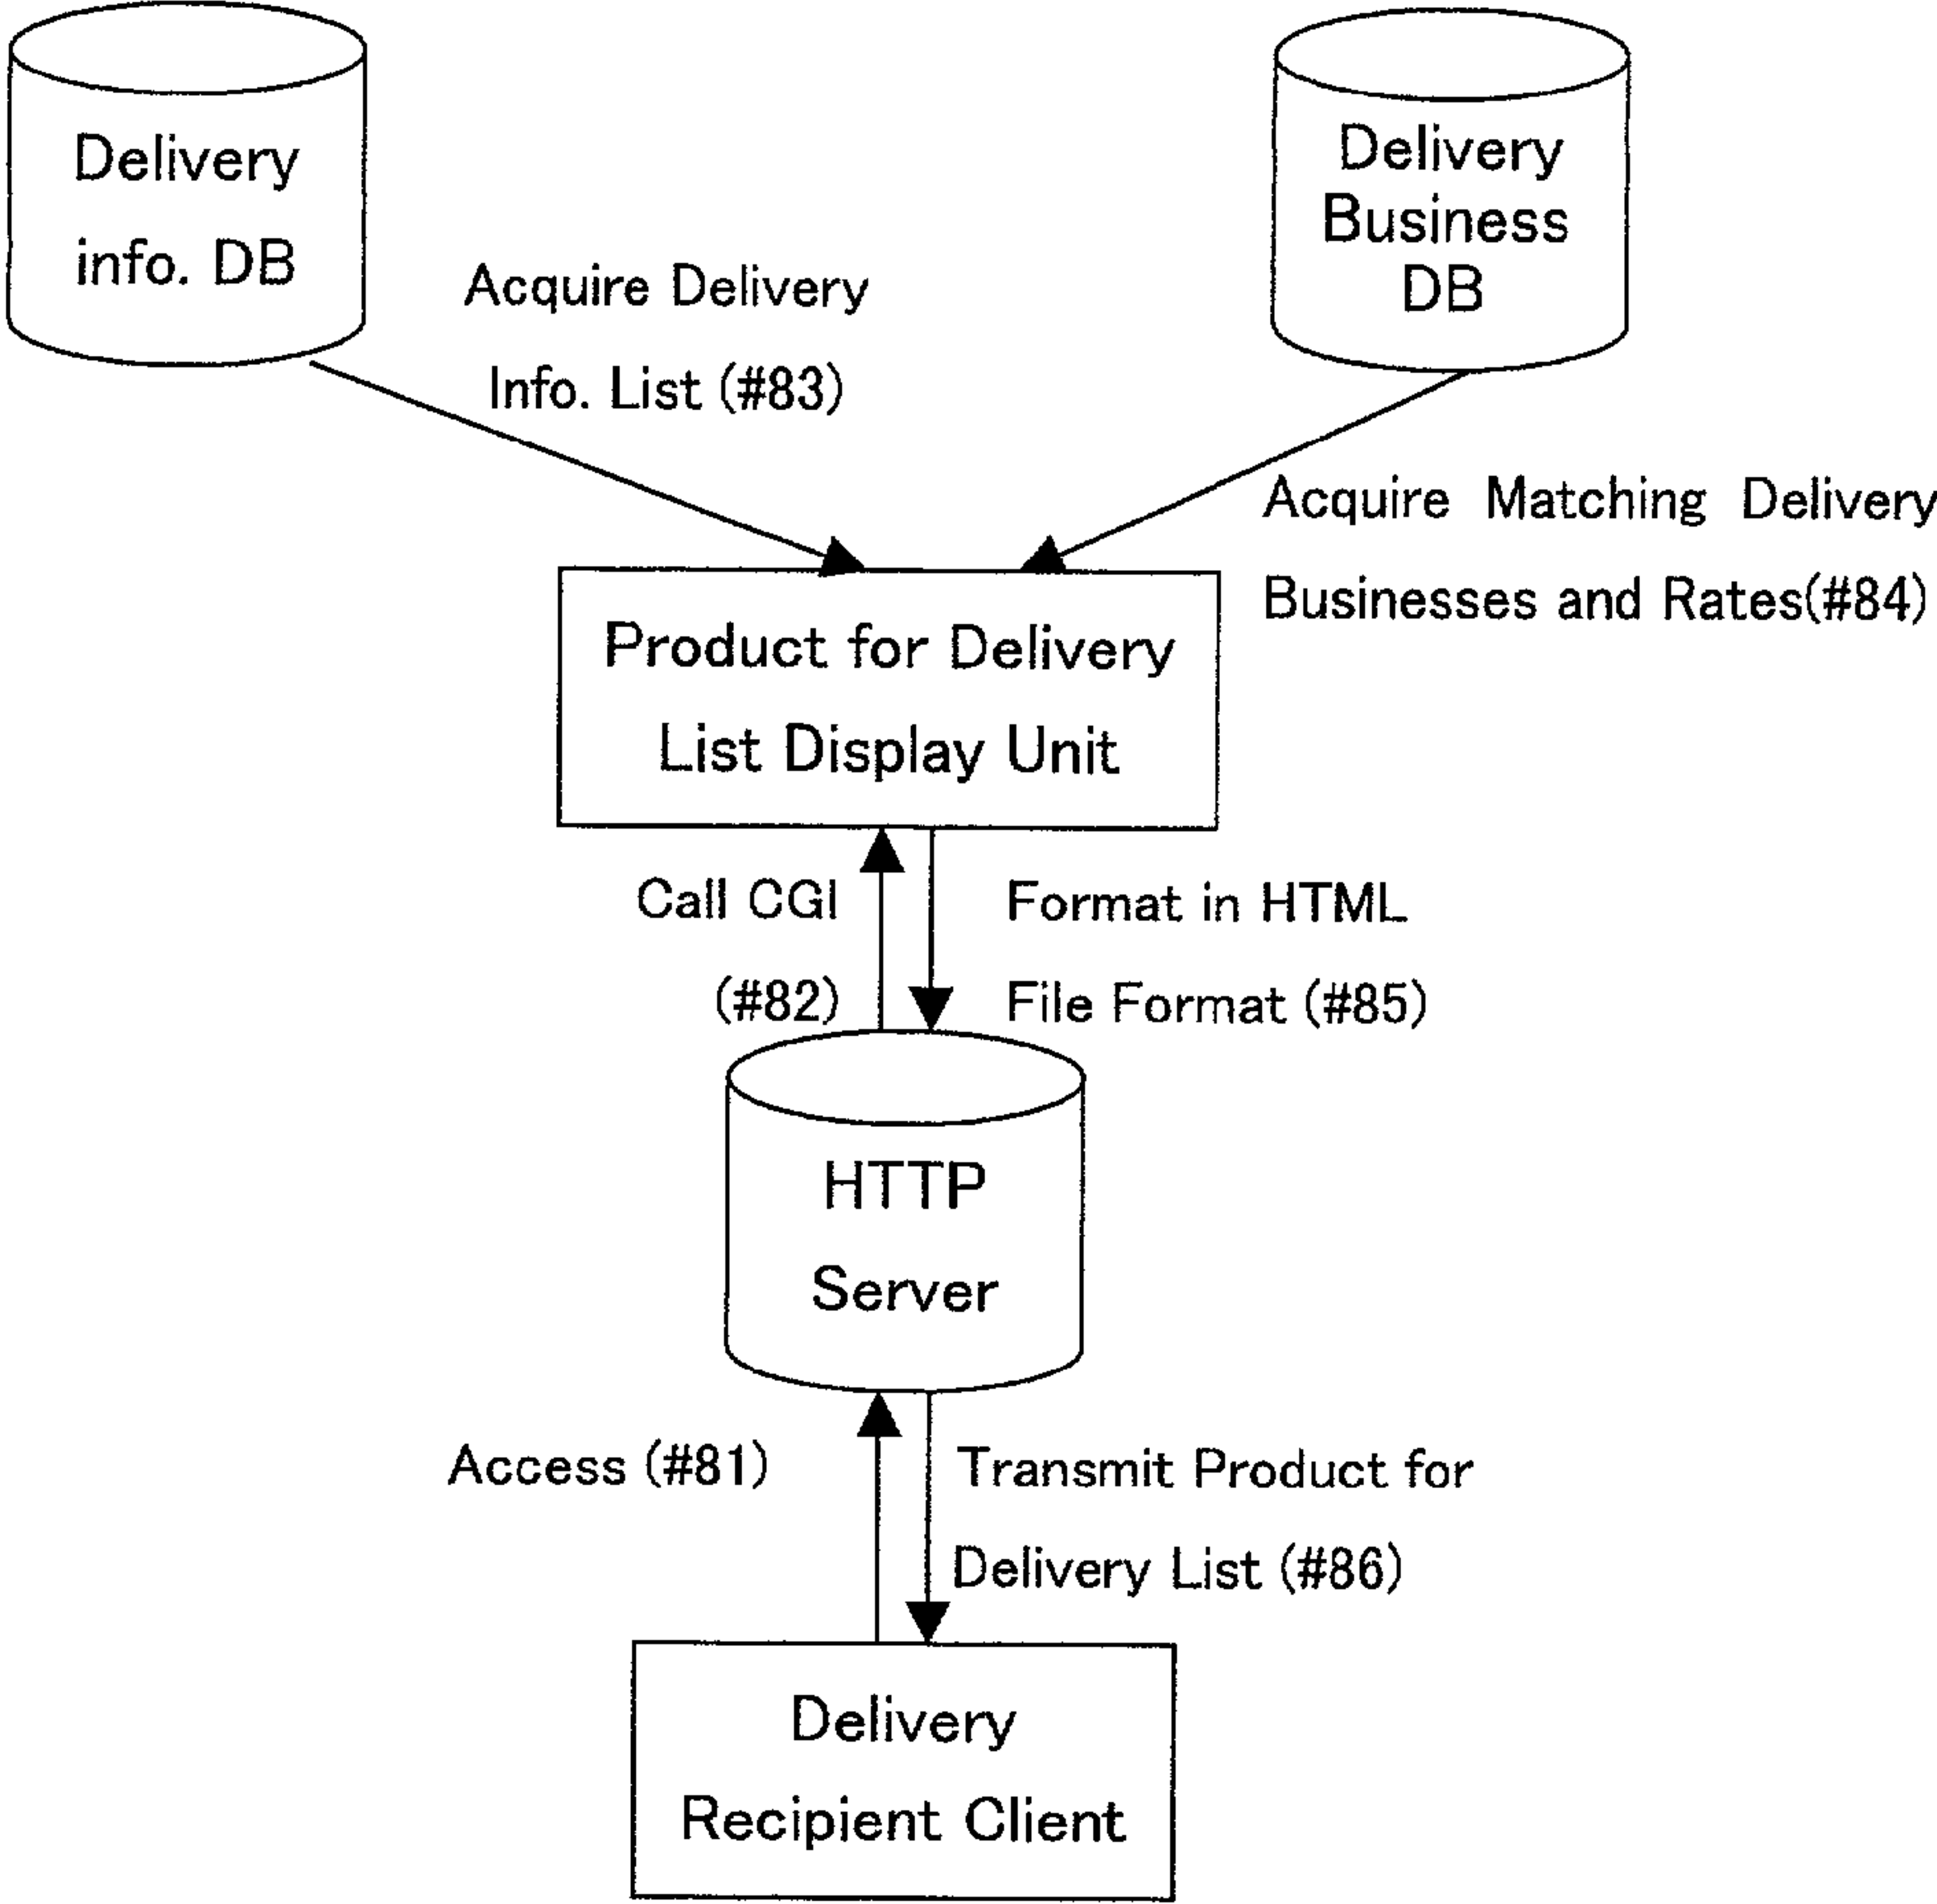 Delivery
info. DB
Delivery
Business
DB
Acquire Delivery
Info. List (#83)
Acquire Matching Delivery
Businesses and Rates(#84)
Product for Delivery
List Display Unit
Call CGI
(#82)
Format in HTML
File Format (#85)
HTTP
Server
Access (#81)
Transmit Product for
Delivery List (#86)
Delivery
Recipient Client